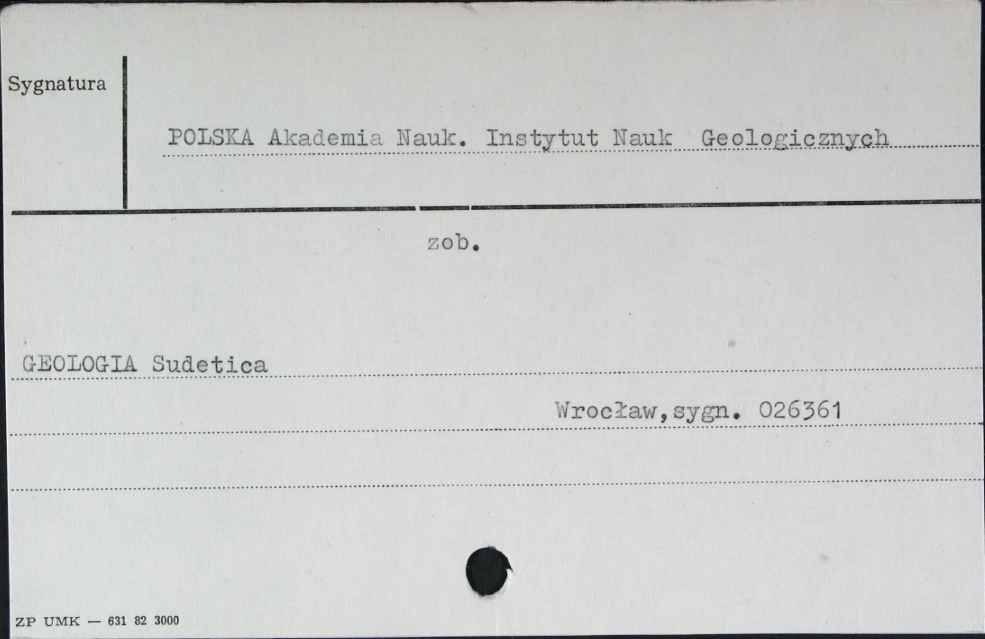 Sygnatura
POLSKA Akademia Nauk. Instytut Nauk Geologicznych
zob.
GEOLOGIA Sudetica
Wrocław,sygn. 026361
ZP UMK — 631 82 3000